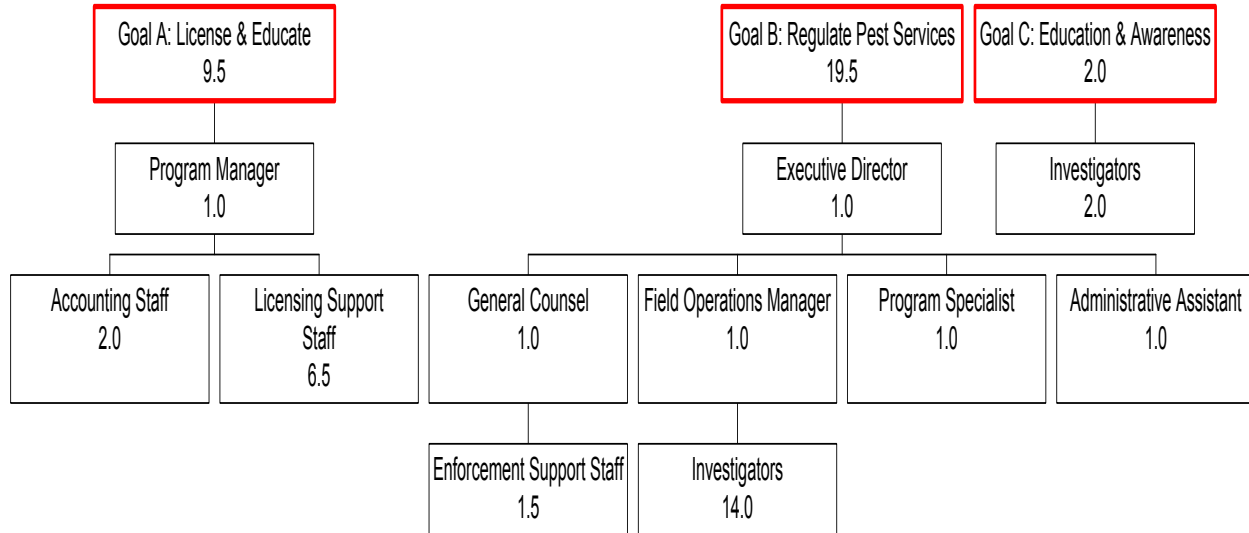 Goal A: License & Educate
9.5
Goal B: Regulate Pest Services
19.5
Goal C: Education & Awareness
2.0
Program Manager
1.0
Executive Director
1.0
Investigators
2.0
Accounting Staff
2.0
Licensing Support
Staff
6.5
General Counsel
1.0
Field Operations Manager
1.0
Program Specialist
1.0
Administrative Assistant
1.0
Enforcement Support Staff
1.5
Investigators
14.0